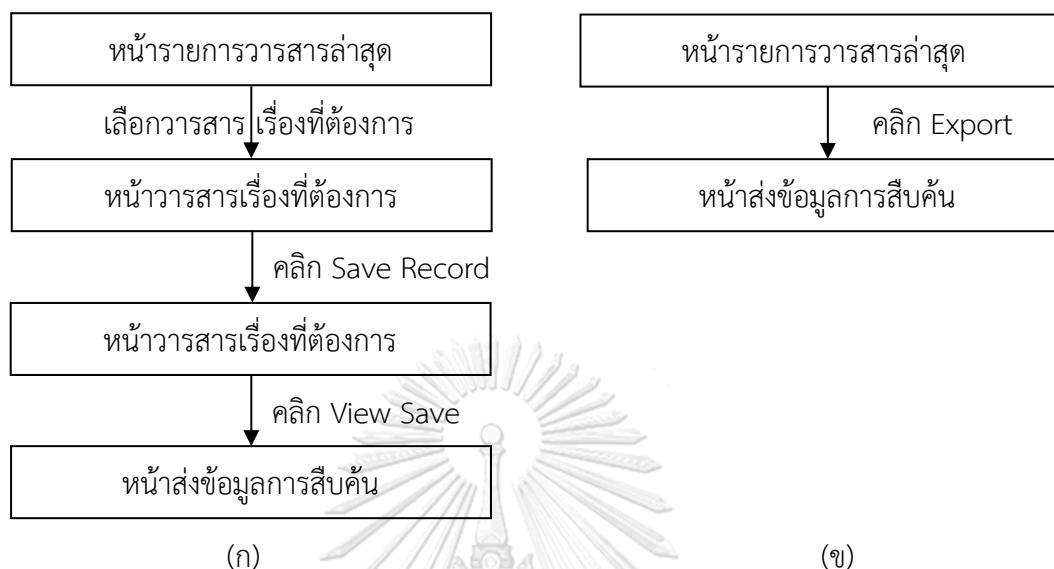 หน้ารายการวารสารล่าสุด
เลือกวารสาร เรื่องที่ต้องการ
หน้าวารสารเรื่องที่ต้องการ
คลิก Save Record
หน้าวารสารเรื่องที่ต้องการ
คลิก View Save
หน้าส่งข้อมูลการสืบค้น
(ก)
หน้ารายการวารสารล่าสุด
คลิก Export
หน้าส่งข้อมูลการสืบค้น
(ข)